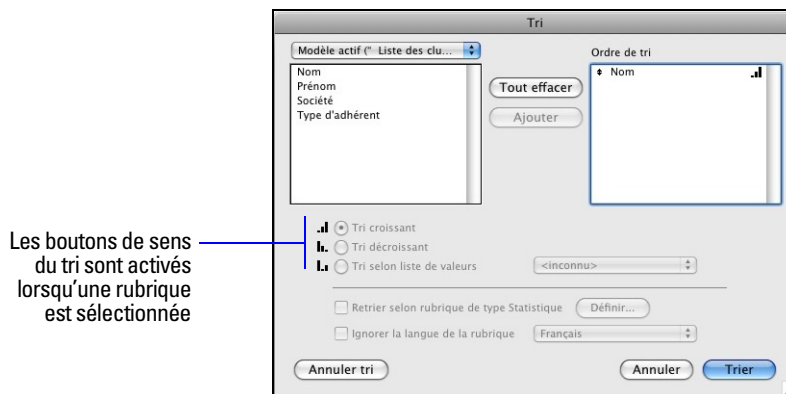 Tri
Modèle actif (" Liste des clu...
Ordre de tri
Nom
Prénom
Société
Type d'adhérent
Tout effacer
Ajouter
Nom
Les boutons de sens
du tri sont activés
lorsqu'une rubrique
est sélectionnée
Tri croissant
Tri décroissant
Tri selon liste de valeurs
<inconnu>
Retrier selon rubrique de type Statistique
Définir...
Ignorer la langue de la rubrique
Français
Annuler tri
Annuler
Trier